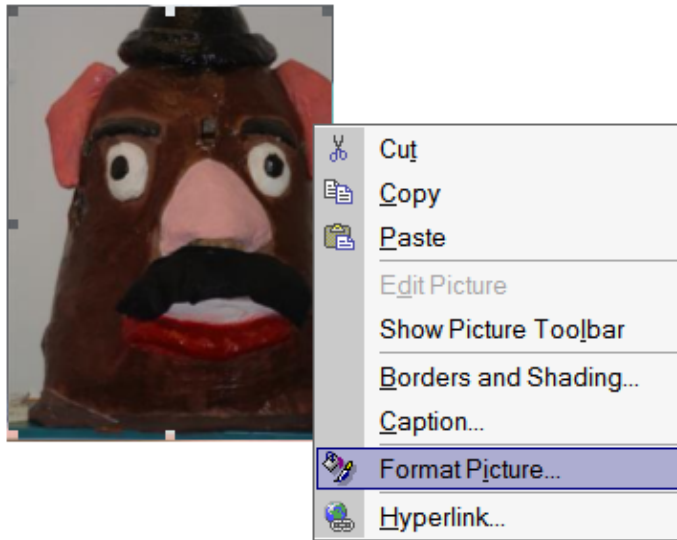 Cut
Copy
Paste
Edit Picture
Show Picture Toolbar
Borders and Shading...
Caption...
Format Picture...
Hyperlink...